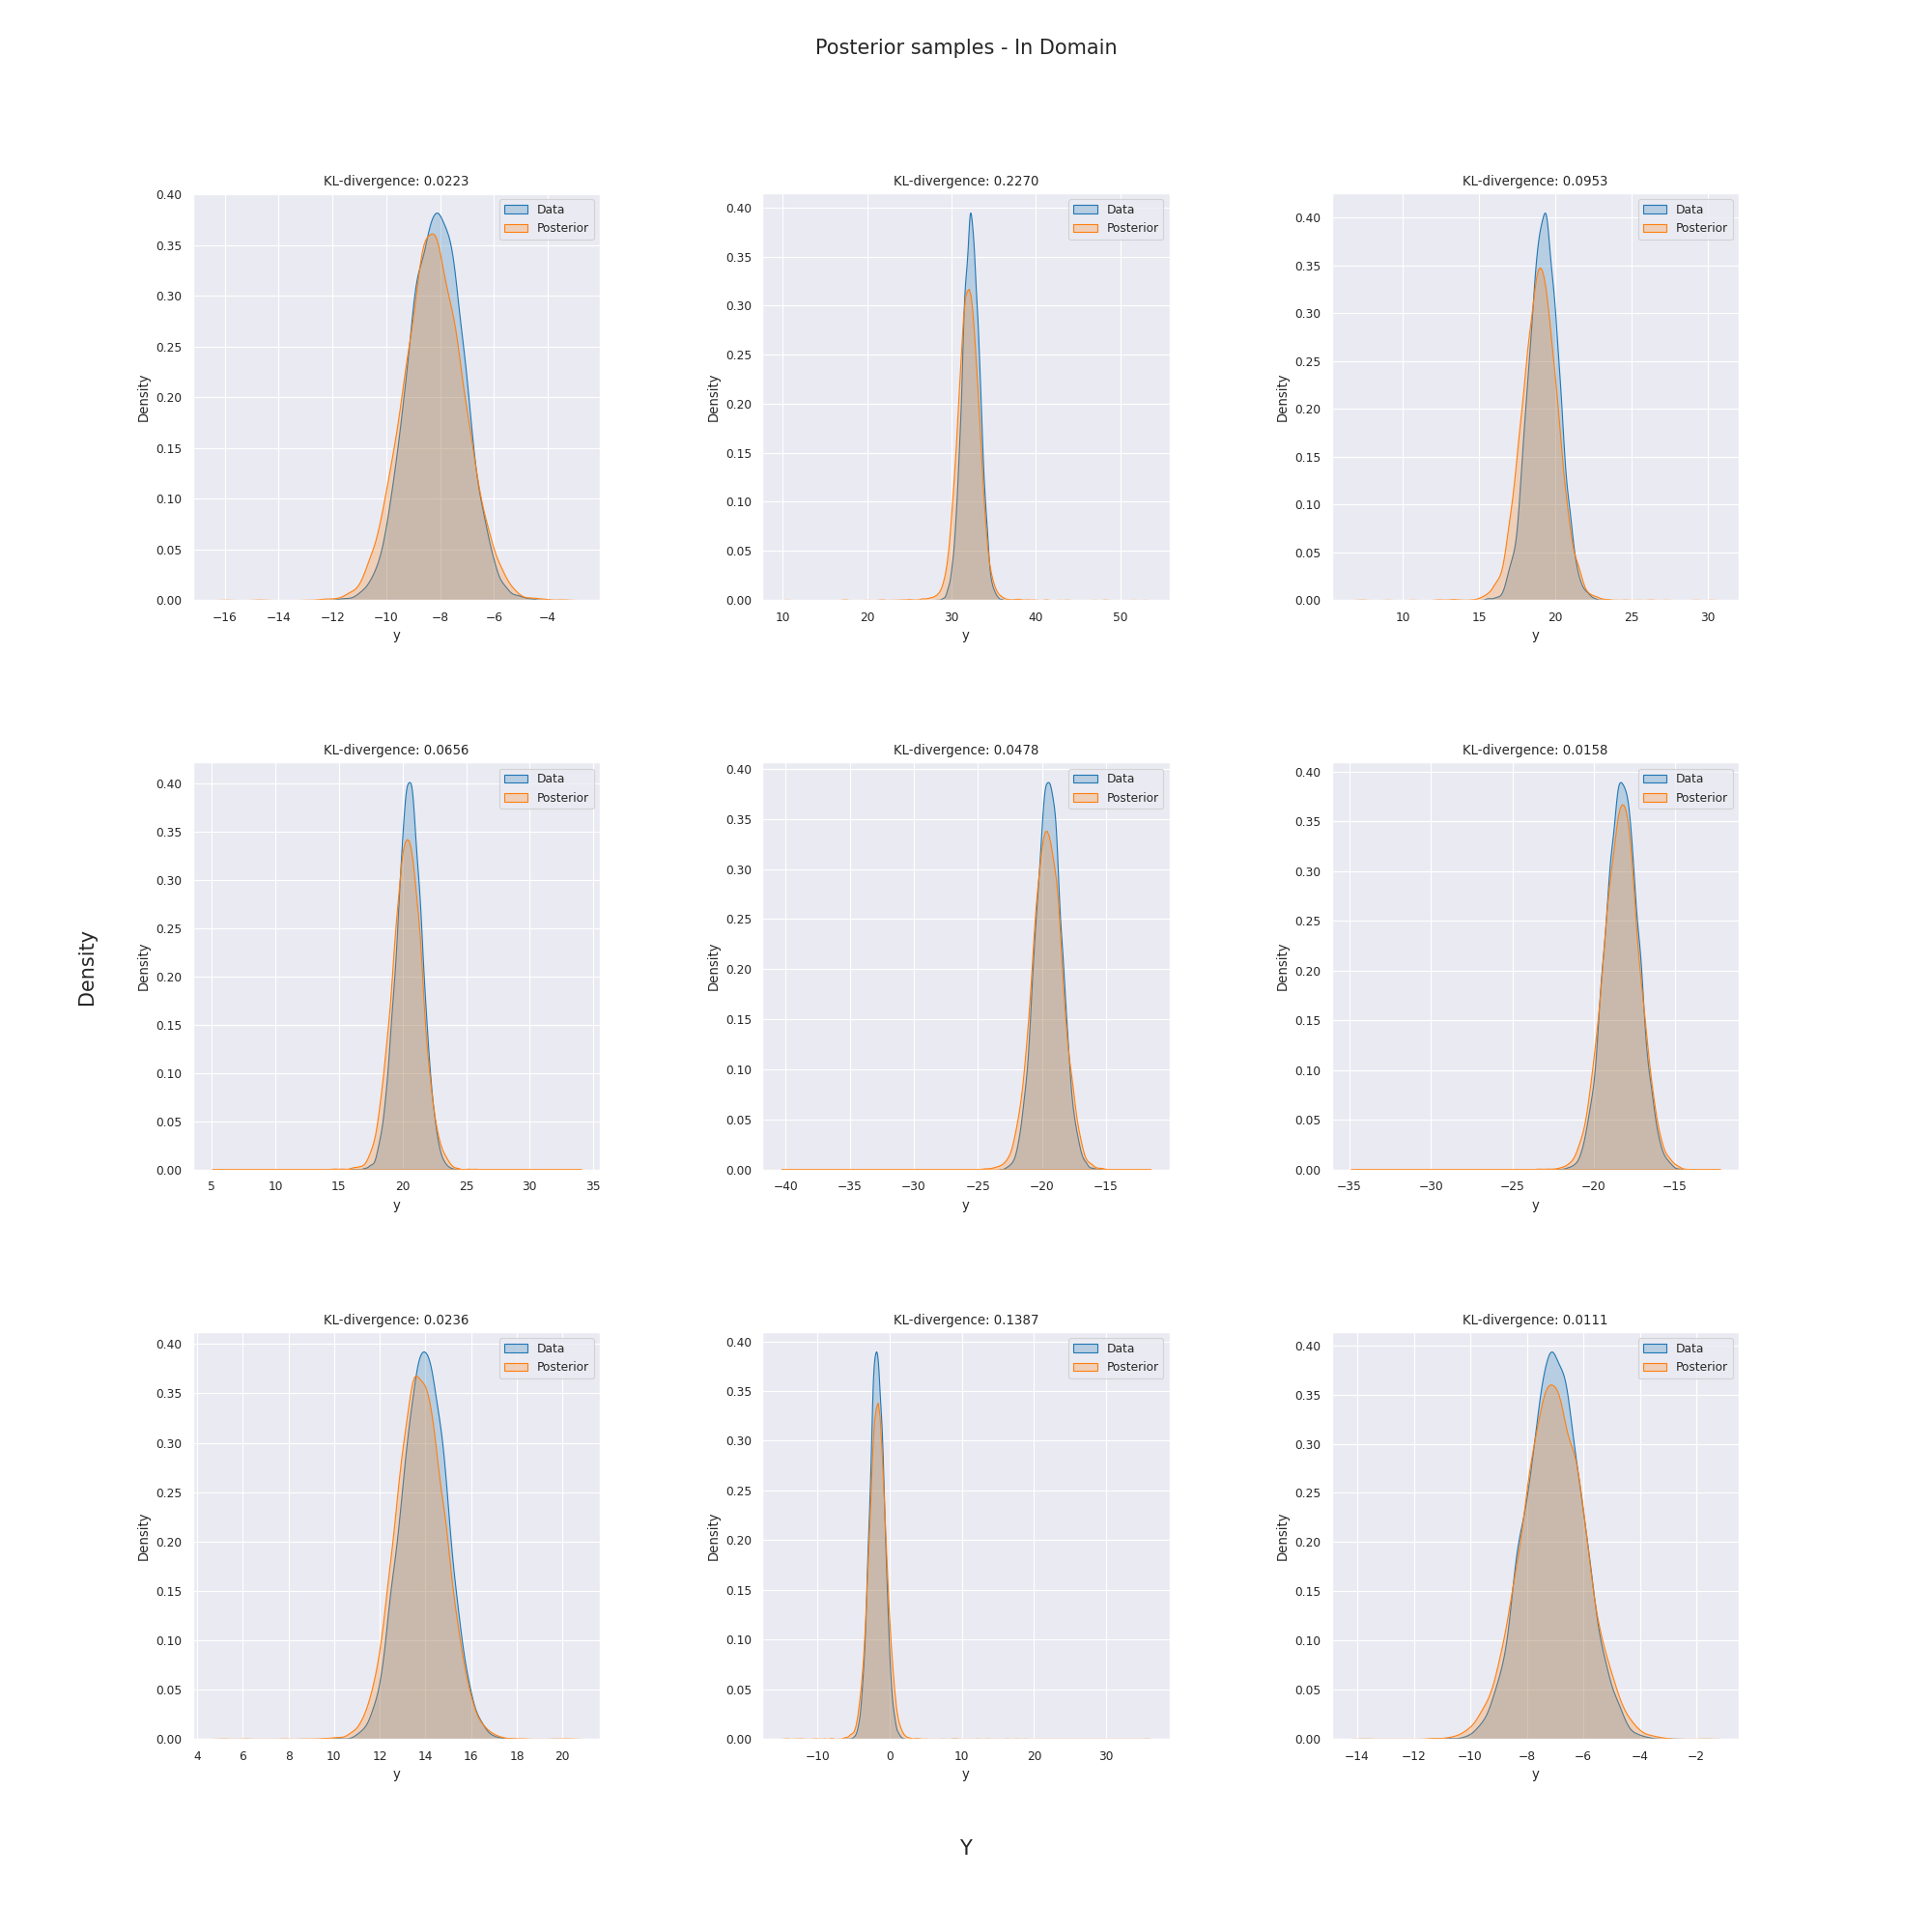 Posterior samples - In Domain
KL-divergence: 0.0223
Data
Posterior
0.40
0.35
0.30
0.25
0.20
0.15
0.10
0.05
0.00
Density
−16 −14 −12 −10 −8 −6 −4
y
KL-divergence: 0.2270
Data
Posterior
0.40
0.35
0.30
0.25
0.20
0.15
0.10
0.05
0.00
Density
10 20 30 40 50
y
KL-divergence: 0.0953
Data
Posterior
0.40
0.35
0.30
0.25
0.20
0.15
0.10
0.05
0.00
Density
10 15 20 25 30
y
Density
KL-divergence: 0.0656
Data
Posterior
0.40
0.35
0.30
0.25
0.20
0.15
0.10
0.05
0.00
Density
5 10 15 20 25 30 35
y
KL-divergence: 0.0478
Data
Posterior
0.40
0.35
0.30
0.25
0.20
0.15
0.10
0.05
0.00
Density
−40 −35 −30 −25 −20 −15
y
KL-divergence: 0.0158
Data
Posterior
0.40
0.35
0.30
0.25
0.20
0.15
0.10
0.05
0.00
Density
−35 −30 −25 −20 −15
y
KL-divergence: 0.0236
Data
Posterior
0.40
0.35
0.30
0.25
0.20
0.15
0.10
0.05
0.00
Density
4 6 8 10 12 14 16 18 20
y
KL-divergence: 0.1387
Data
Posterior
0.40
0.35
0.30
0.25
0.20
0.15
0.10
0.05
0.00
Density
−10 0 10 20 30
y
KL-divergence: 0.0111
Data
Posterior
0.40
0.35
0.30
0.25
0.20
0.15
0.10
0.05
0.00
Density
−14 −12 −10 −8 −6 −4 −2
y
Y